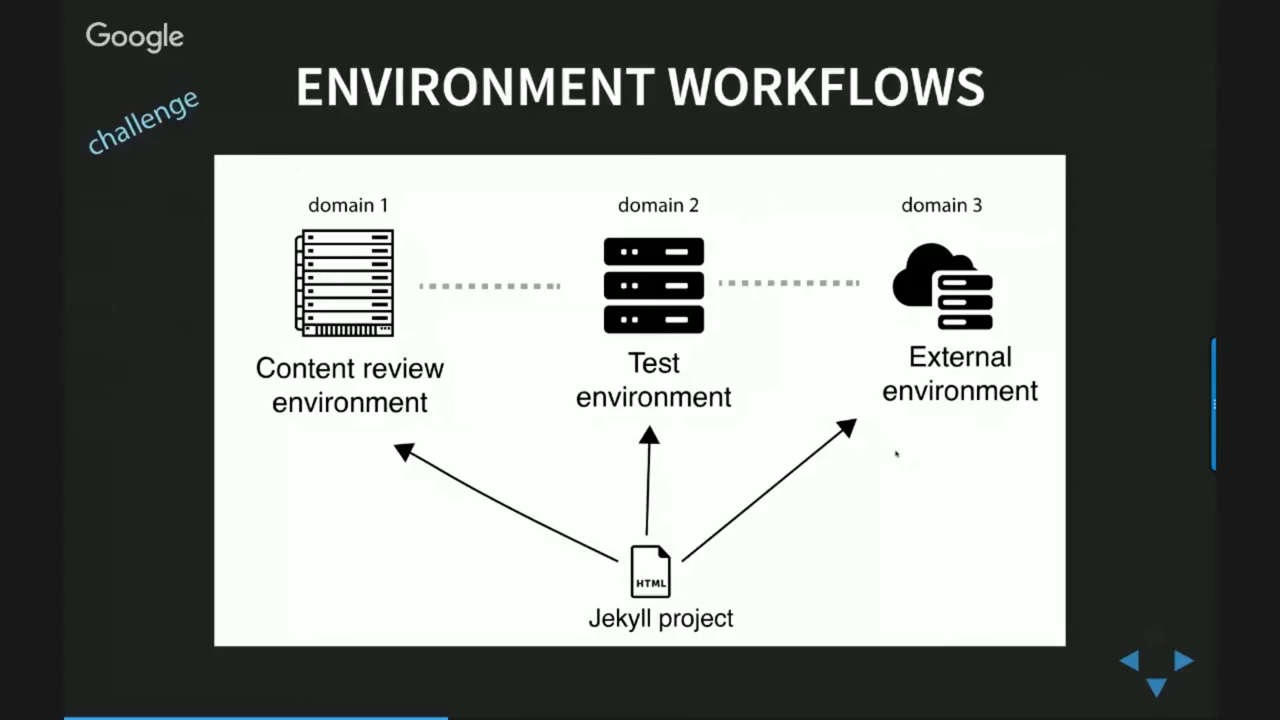 Google
challenge
ENVIRONMENT WORKFLOWS
domain 1
domain 2
domain 3
Content review
environment
Test
environment
External
environment
HTML
Jekyll project